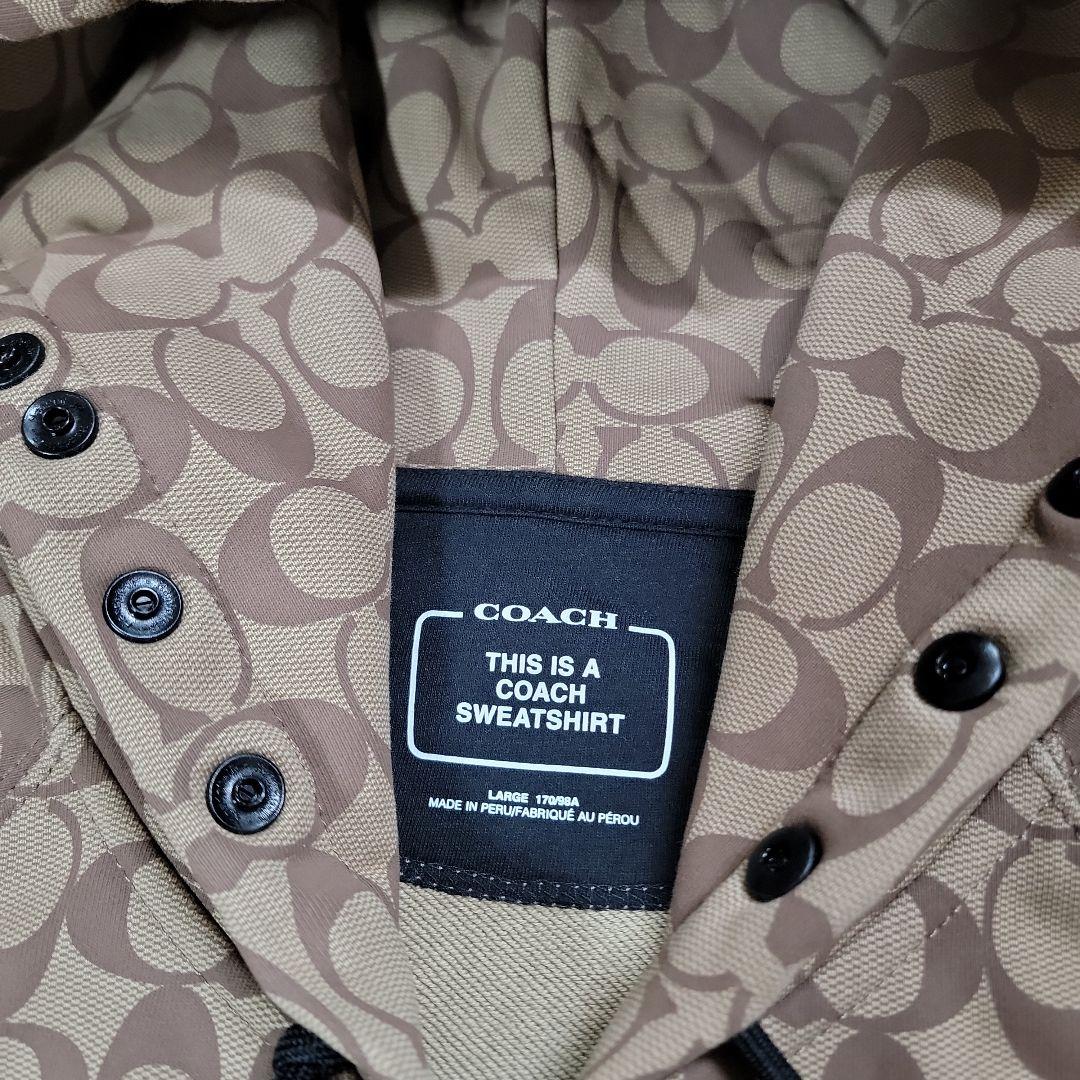 COACH
THIS IS A
COACH
SWEATSHIRT
LARGE 170/98A
MADE IN PERU/FABRIQUÉ AU PÉROU